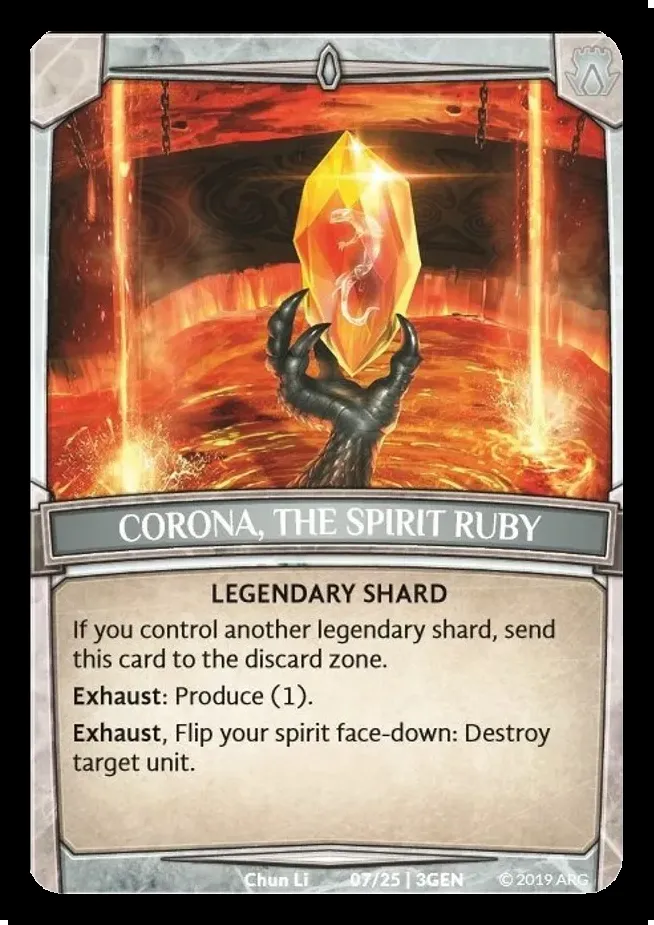 CORONA, THE SPIRIT RUBY
LEGENDARY SHARD
If you control another legendary shard, send
this card to the discard zone.
Exhaust: Produce (1).
Exhaust, Flip your spirit face-down: Destroy
target unit.
Chun Li 07/25 | 3GEN © 2019 ARG